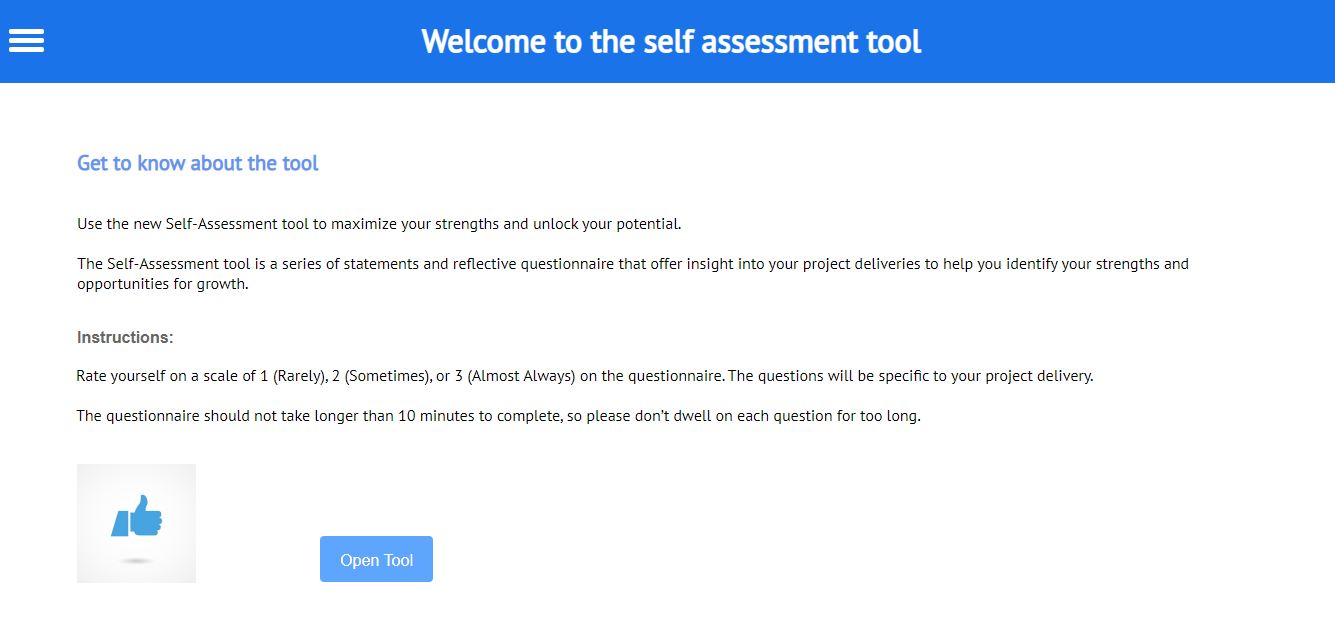 Welcome to the self assessment tool
Get to know about the tool
Use the new Self-Assessment tool to maximize your strengths and unlock your potential.
The Self-Assessment tool is a series of statements and reflective questionnaire that offer insight into your project deliveries to help you identify your strengths and
opportunities for growth.
Instructions:
Rate yourself on a scale of 1 (Rarely), 2 (Sometimes), or 3 (Almost Always) on the questionnaire. The questions will be specific to your project delivery.
The questionnaire should not take longer than 10 minutes to complete, so please don’t dwell on each question for too long.
Open Tool